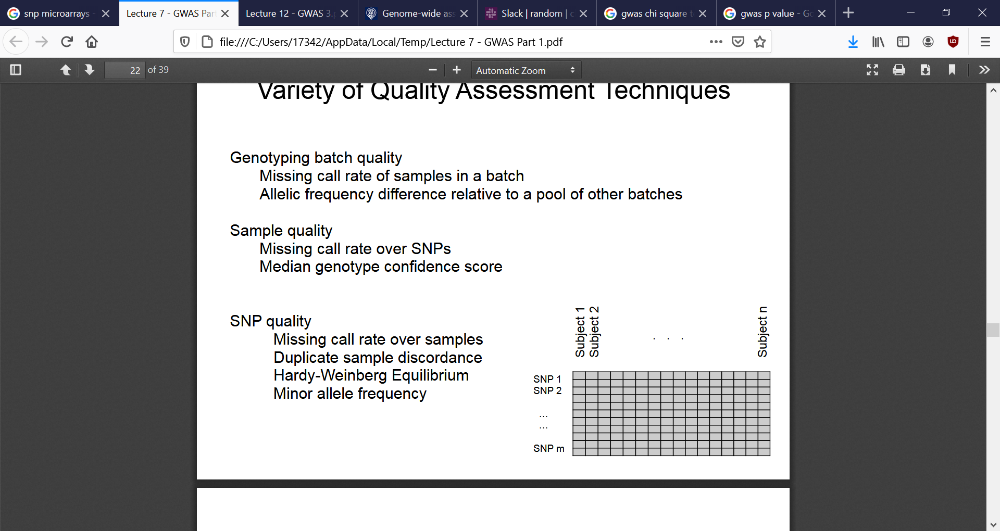 snp microarrays -
Lecture 7 - GWAS Par
Lecture 12 - GWAS 3.
Genome-wide ass
Slack | random |
gwas chi square t
gwas p value - Go
file:///C:/Users/17342/AppData/Local/Temp/Lecture 7 - GWAS Part 1.pdf
22 of 39
Automatic Zoom
Variety of Quality Assessment Techniques
Genotyping batch quality
Missing call rate of samples in a batch
Allelic frequency difference relative to a pool of other batches
Sample quality
Missing call rate over SNPs
Median genotype confidence score
SNP quality
Missing call rate over samples
Duplicate sample discordance
Hardy-Weinberg Equilibrium
Minor allele frequency
Subject 1
Subject 2
. . .
Subject n
SNP 1
SNP 2
...
...
SNP m